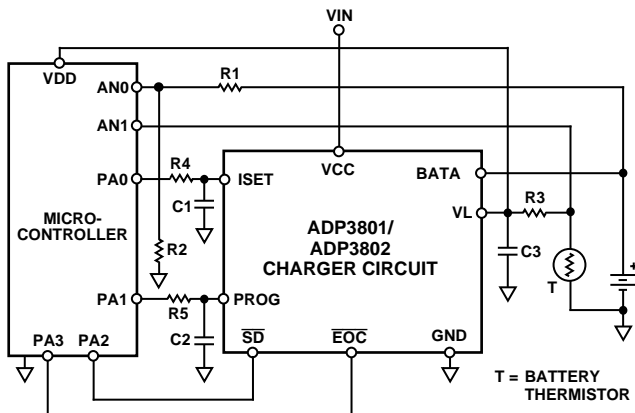 VIN
VDD
AN0
R1
AN1
VCC
BATA
PA0
R4
ISET
C1
R3
VL
MICRO-
CONTROLLER
ADP3801/
ADP3802
CHARGER CIRCUIT
R2
C3
T
+
PA1
R5
PROG
C2
SD
EOC
GND
PA3
PA2
T = BATTERY
THERMISTOR